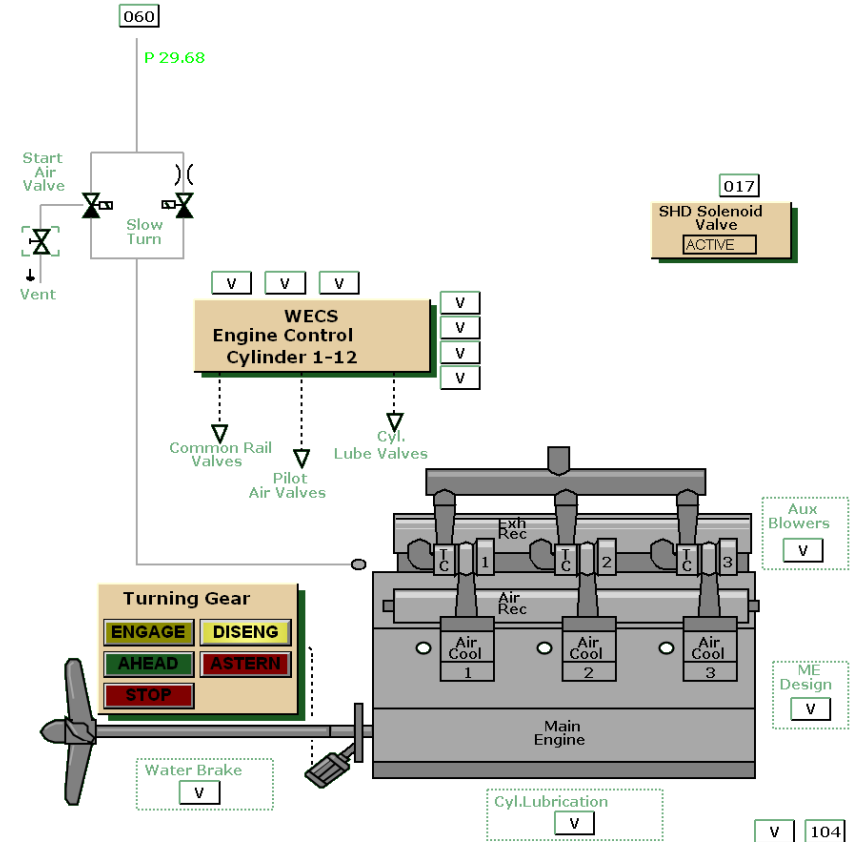 060
P 29.68
Start
Air
Valve
Slow
Turn
Vent
017
SHD Solenoid
Valve
ACTIVE
V V V
WECS
Engine Control
Cylinder 1-12
V
V
V
V
Common Rail
Valves
Pilot
Air Valves
Cyl.
Lube Valves
Exh
Rec
Aux
Blowers
V
TC 1
TC 2
TC 3
Air
Rec
Turning Gear
ENGAGE DISENG
AHEAD ASTERN
STOP
Air
Cool
1
Air
Cool
2
Air
Cool
3
ME
Design
V
Main
Engine
Water Brake
V
Cyl.Lubrication
V
V 104